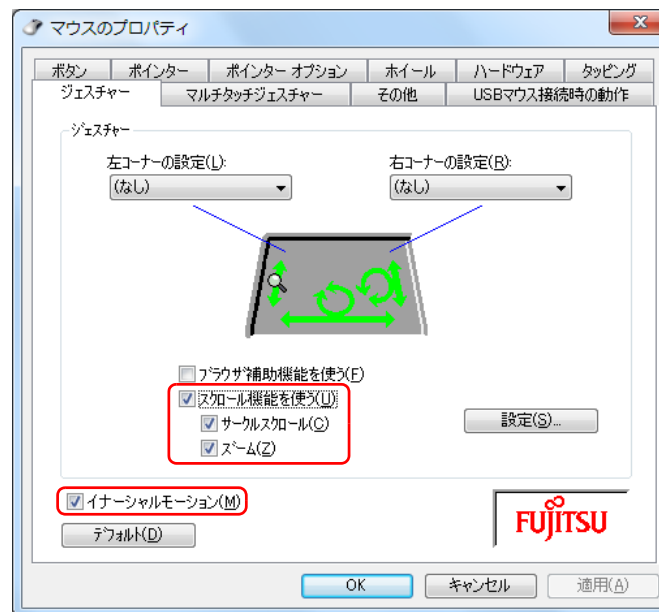 マウスのプロパティ
ボタン ポインター ポインター オプション ホイール ハードウェア タッピング
ジェスチャー マルチタッチジェスチャー その他 USBマウス接続時の動作
ジェスチャー
左コーナーの設定(L): 右コーナーの設定(R):
(なし) (なし)
ブラウザ補助機能を使う(F)
スクロール機能を使う(U)
サークルスクロール(C) 設定(S)...
ズーム(Z)
イナーシャルモーション(M)
FUJITSU
デフォルト(D)
OK キャンセル 適用(A)